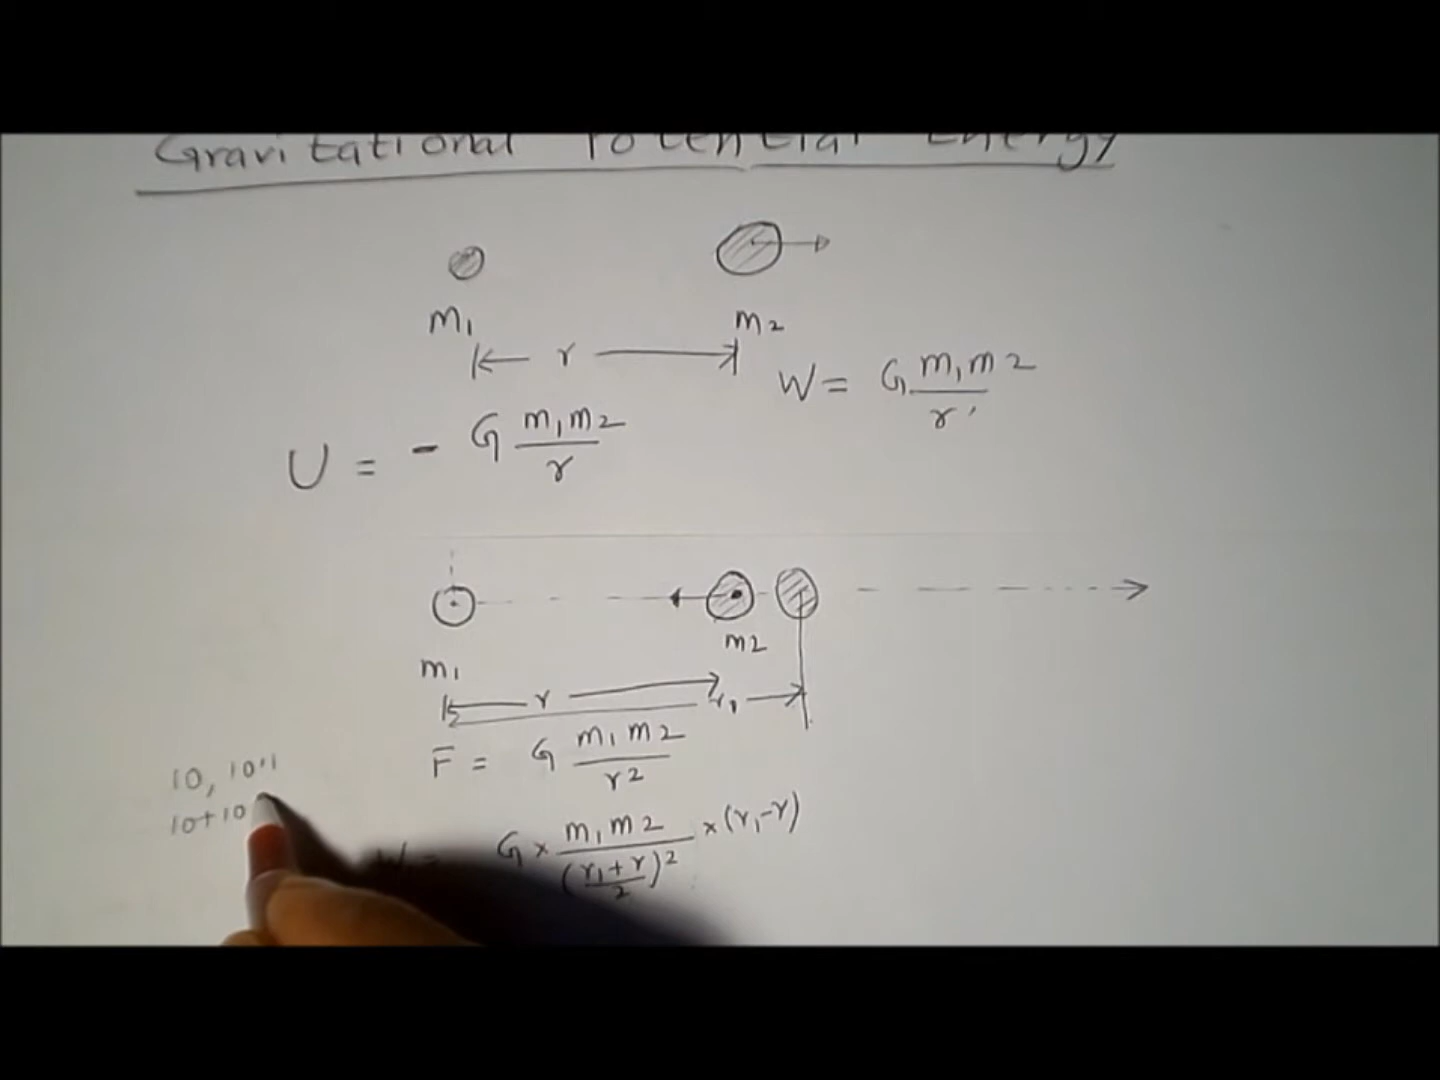 Gravitational Potential Energy
m1 m2
r
W = G m1m2/r
U = - G m1m2/r
m2
m1
r r1
F = G m1m2/r2
10, 10.1
10+10
W = G × m1m2/((r1+r)/2)2 × (r1-r)